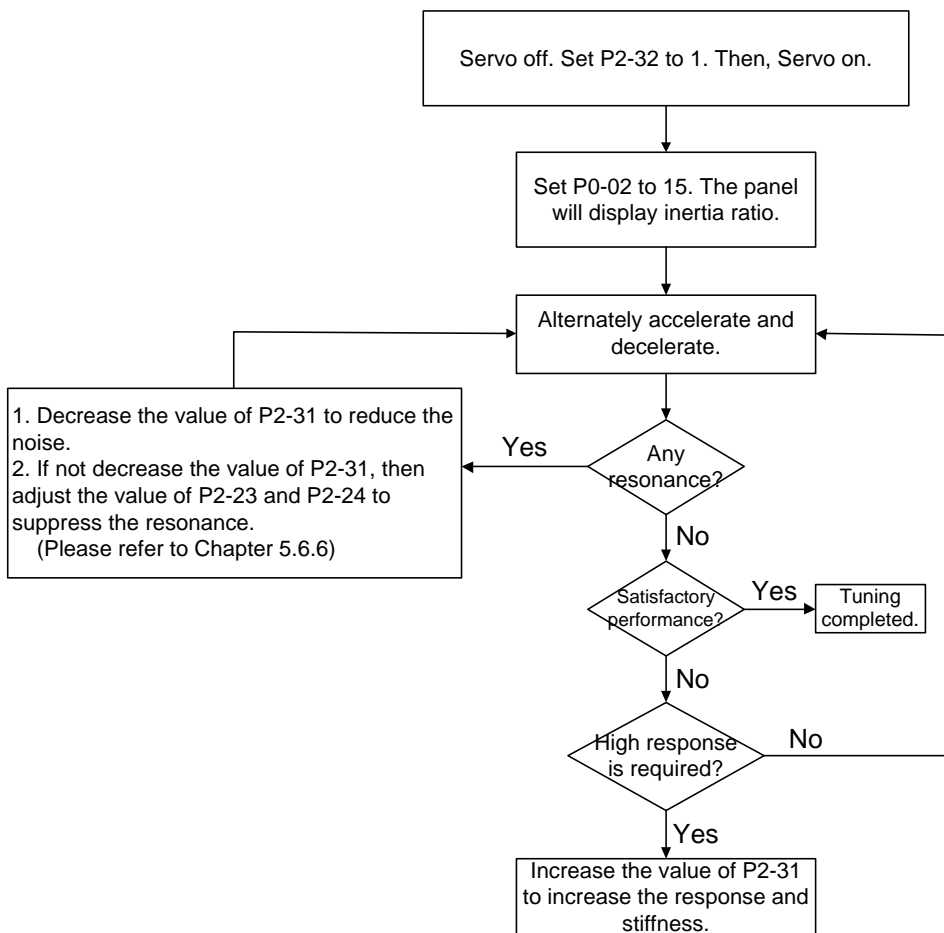 Servo off. Set P2-32 to 1. Then, Servo on.
Set P0-02 to 15. The panel
will display inertia ratio.
Alternately accelerate and
decelerate.
1. Decrease the value of P2-31 to reduce the
noise.
2. If not decrease the value of P2-31, then
adjust the value of P2-23 and P2-24 to
suppress the resonance.
(Please refer to Chapter 5.6.6)
Yes
Any
resonance?
No
Satisfactory
performance?
Yes
Tuning
completed.
No
High response
is required?
No
Yes
Increase the value of P2-31
to increase the response and
stiffness.